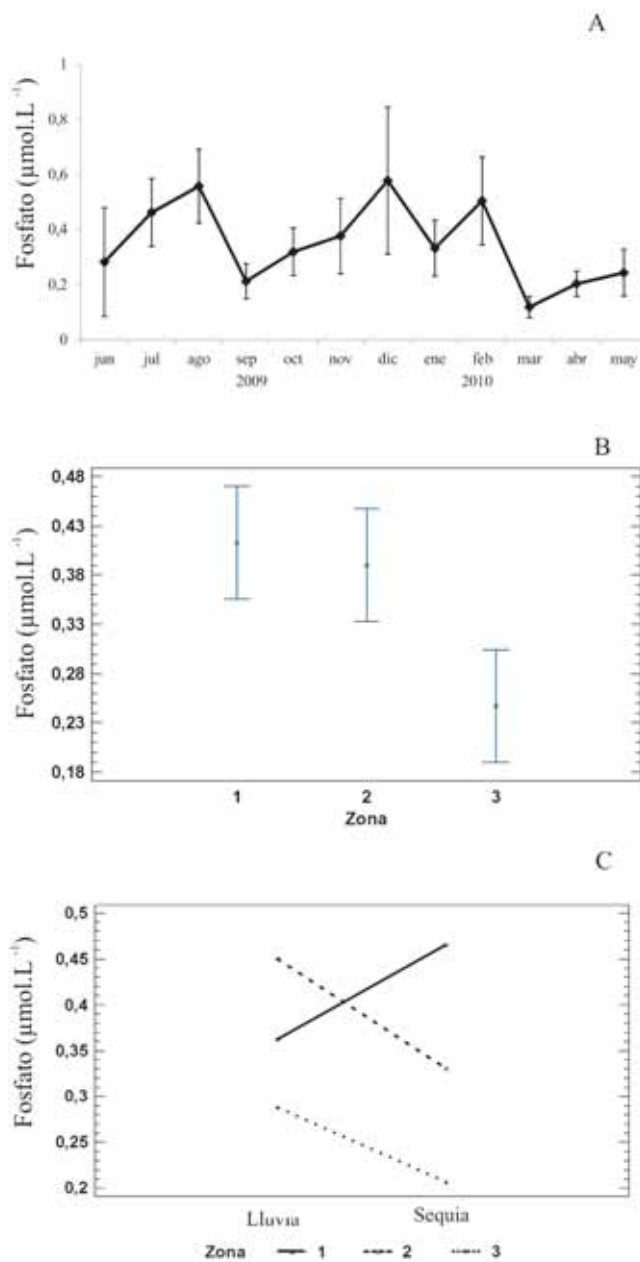 A
Fosfato (µmol.L⁻¹)
1
0,8
0,6
0,4
0,2
0
jun jul ago sep oct nov dic ene feb mar abr may
2009 2010
B
Fosfato (µmol.L⁻¹)
0,48
0,43
0,38
0,33
0,28
0,23
0,18
1 2 3
Zona
C
Fosfato (µmol.L⁻¹)
0,5
0,45
0,4
0,35
0,3
0,25
0,2
Lluvia Sequia
Zona 1 2 3